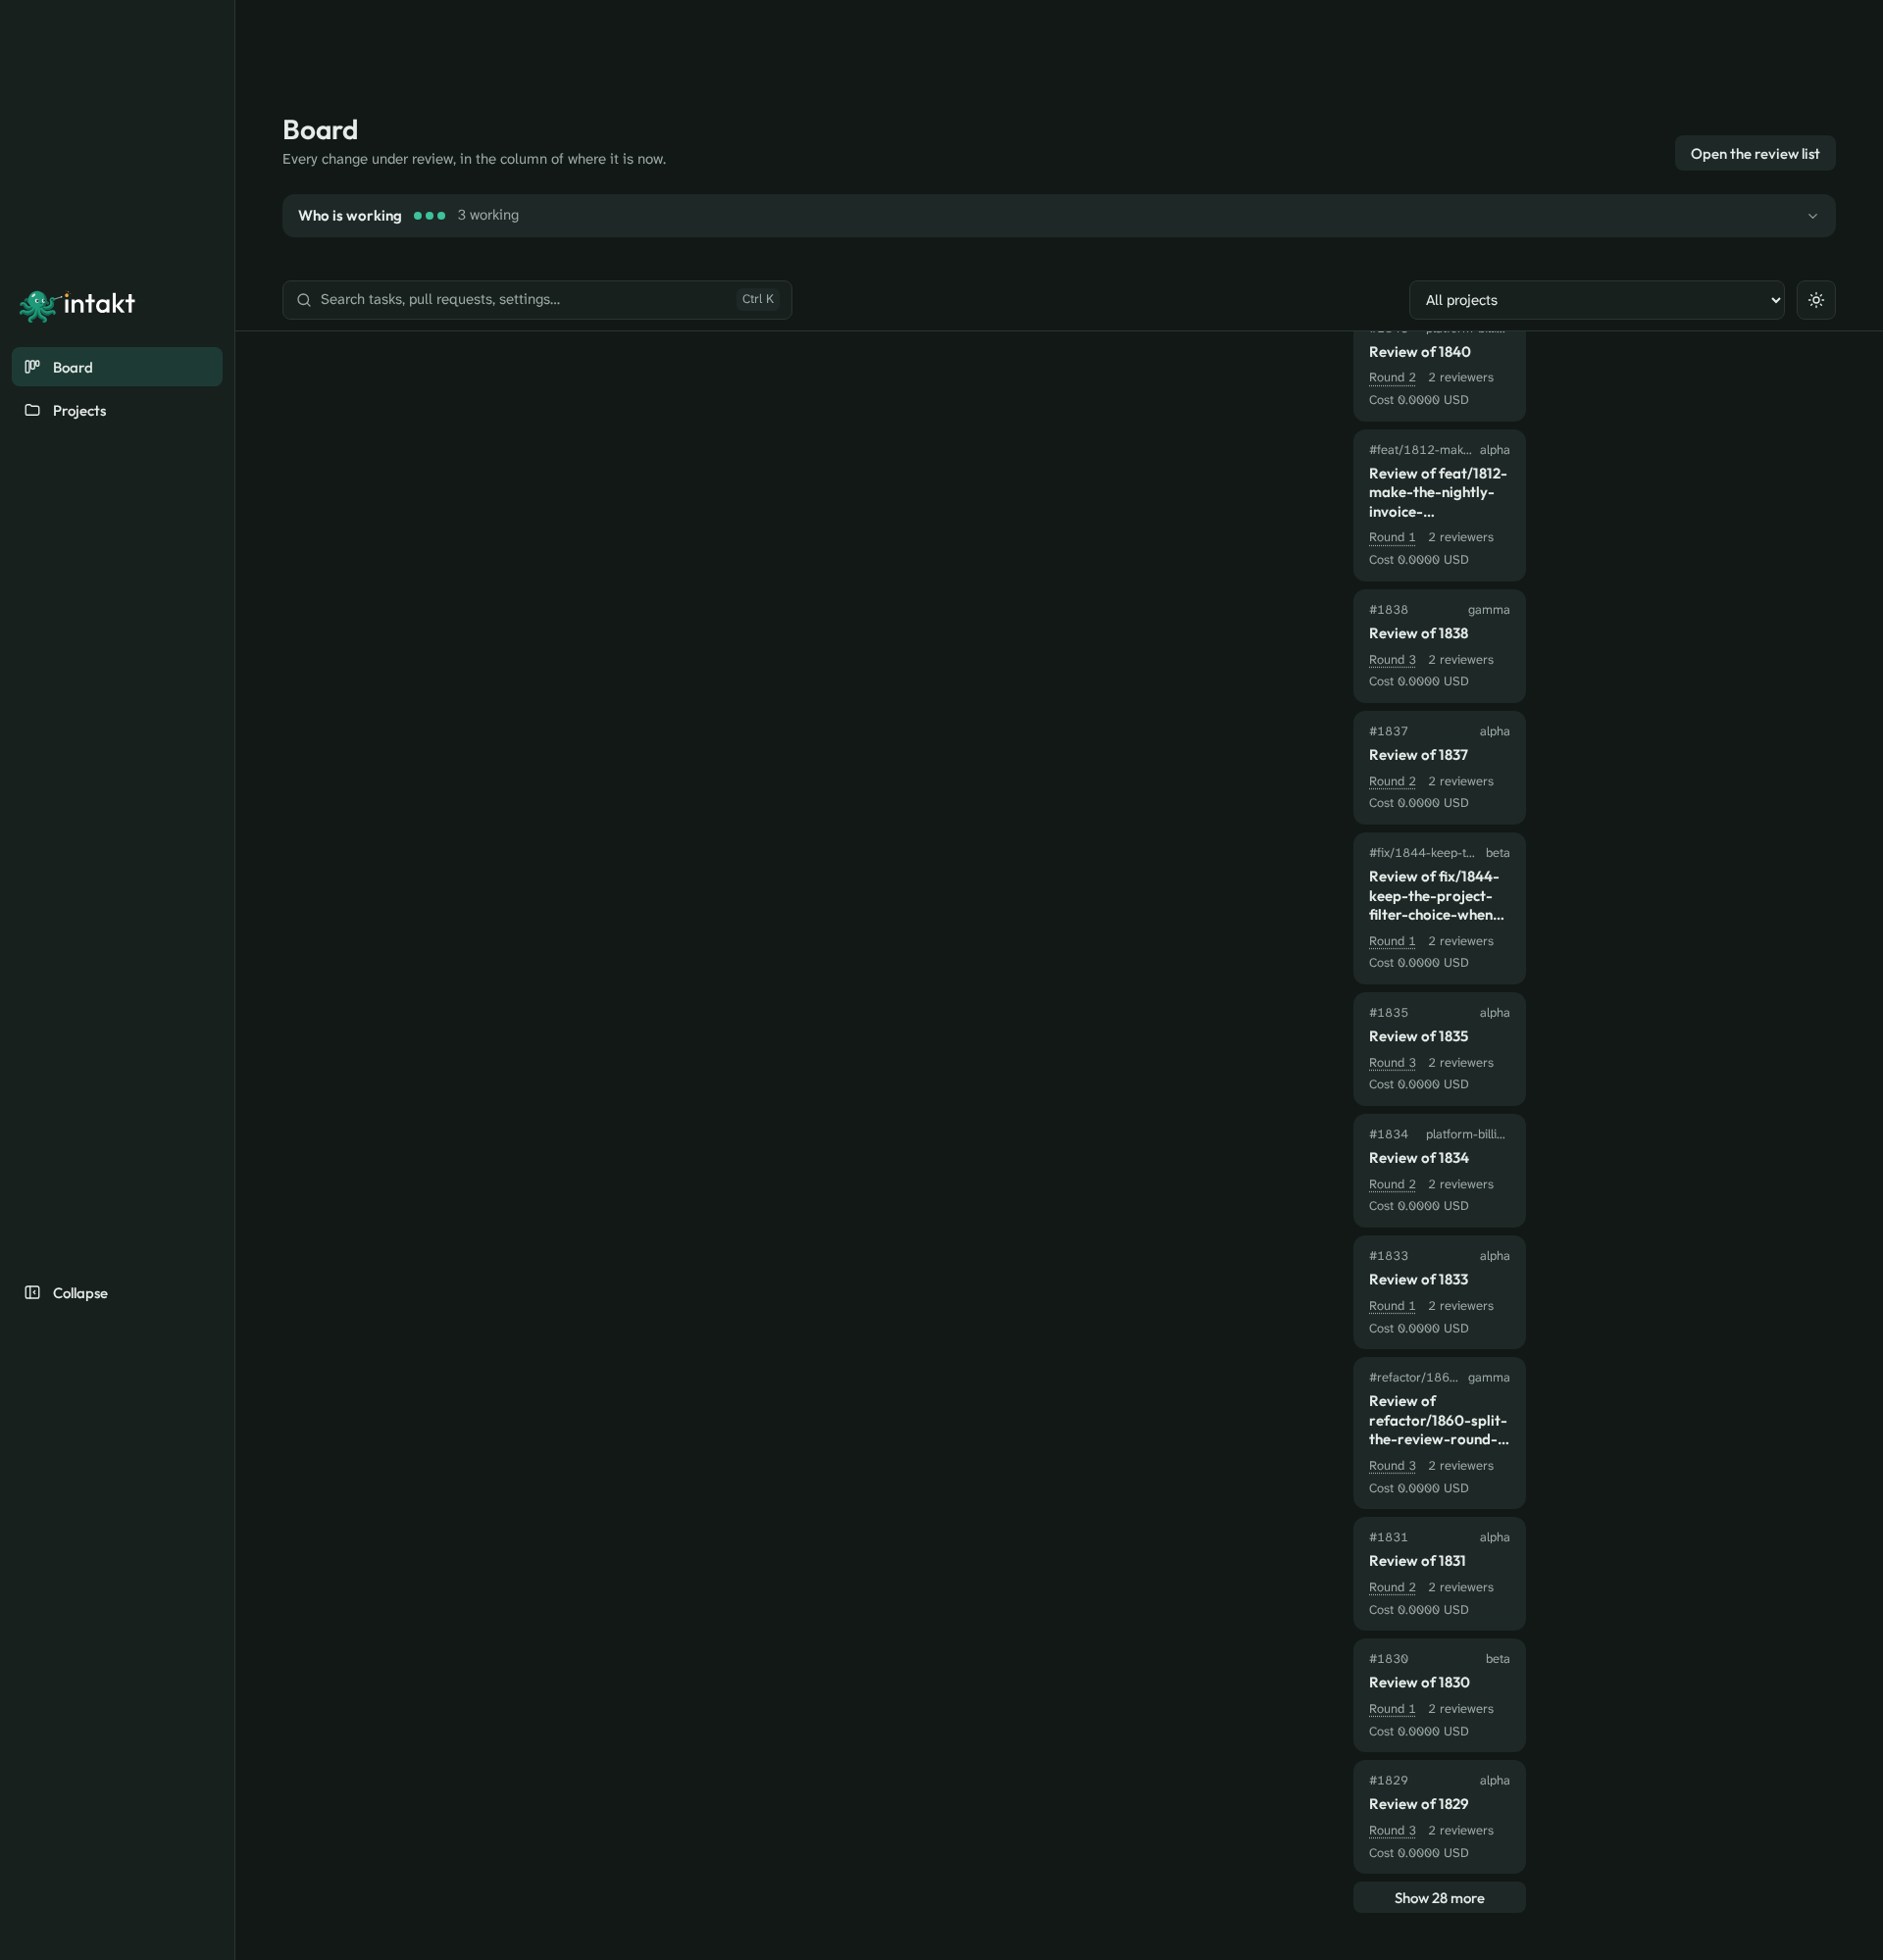 Board
Every change under review, in the column of where it is now.
Open the review list
Who is working
3 working
intakt
Search tasks, pull requests, settings...
Ctrl K
All projects
Board
Projects
Collapse
Review of 1840
Round 2 2 reviewers
Cost 0.0000 USD
#feat/1812-mak... alpha
Review of feat/1812-
make-the-nightly-
invoice-...
Round 1 2 reviewers
Cost 0.0000 USD
#1838 gamma
Review of 1838
Round 3 2 reviewers
Cost 0.0000 USD
#1837 alpha
Review of 1837
Round 2 2 reviewers
Cost 0.0000 USD
#fix/1844-keep-t... beta
Review of fix/1844-
keep-the-project-
filter-choice-when...
Round 1 2 reviewers
Cost 0.0000 USD
#1835 alpha
Review of 1835
Round 3 2 reviewers
Cost 0.0000 USD
#1834 platform-billi...
Review of 1834
Round 2 2 reviewers
Cost 0.0000 USD
#1833 alpha
Review of 1833
Round 1 2 reviewers
Cost 0.0000 USD
#refactor/186... gamma
Review of
refactor/1860-split-
the-review-round-...
Round 3 2 reviewers
Cost 0.0000 USD
#1831 alpha
Review of 1831
Round 2 2 reviewers
Cost 0.0000 USD
#1830 beta
Review of 1830
Round 1 2 reviewers
Cost 0.0000 USD
#1829 alpha
Review of 1829
Round 3 2 reviewers
Cost 0.0000 USD
Show 28 more